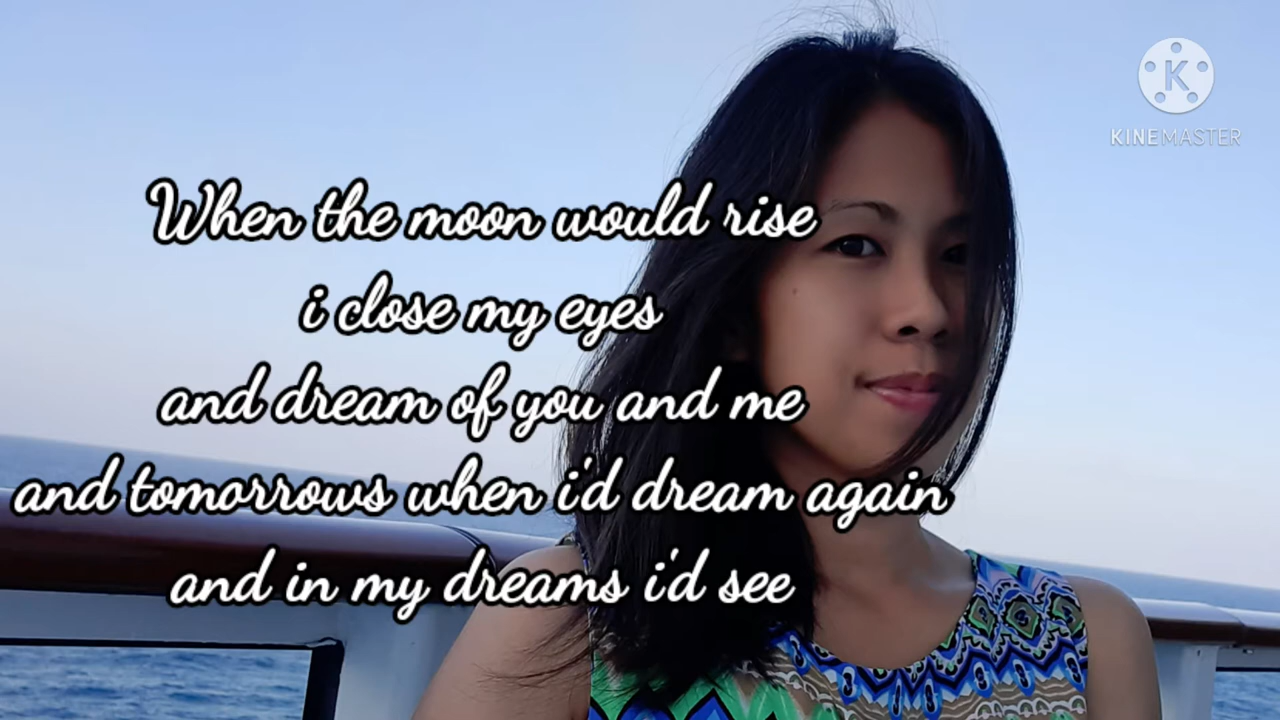 KINEMASTER
When the moon would rise
i close my eyes
and dream of you and me
and tomorrows when i'd dream again
and in my dreams i'd see